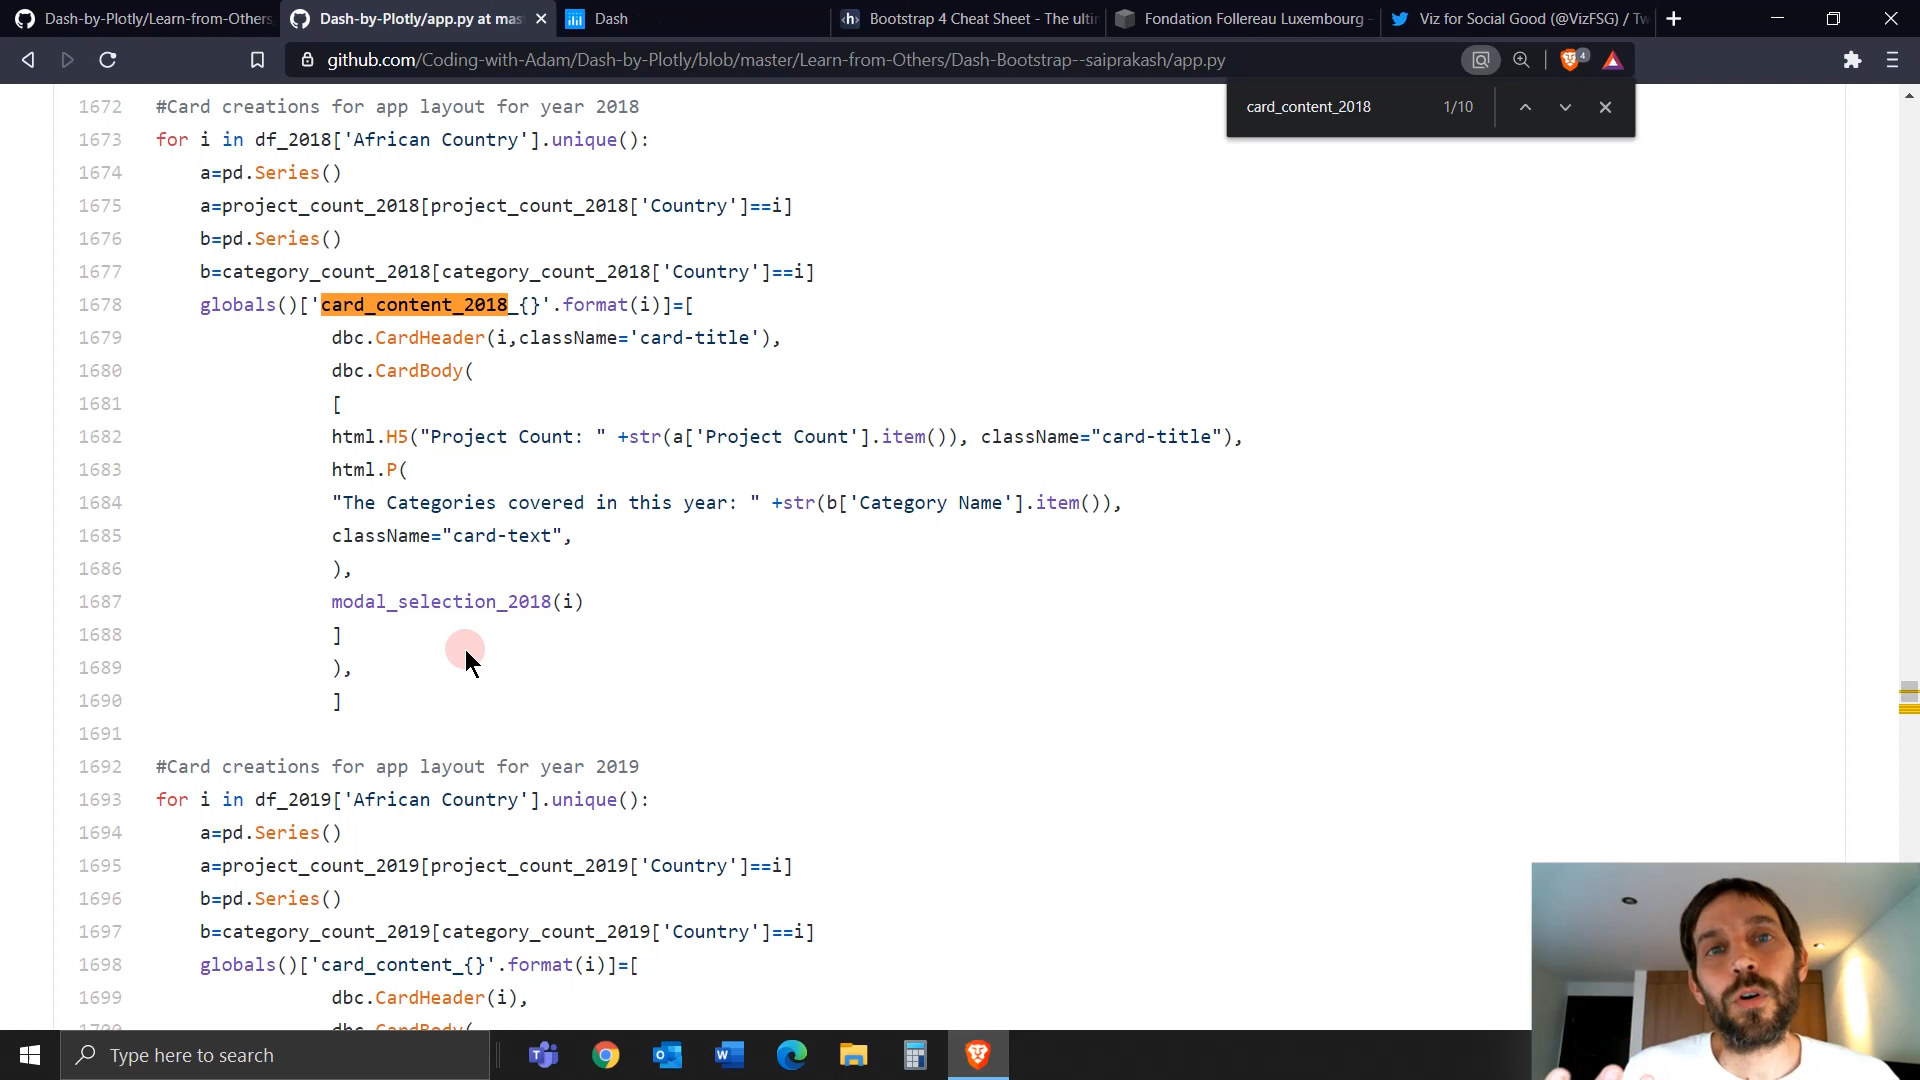 Dash-by-Plotly/Learn-from-Others
Dash-by-Plotly/app.py at mas
Dash
Bootstrap 4 Cheat Sheet - The ulti
Fondation Follereau Luxembourg -
Viz for Social Good (@VizFSG) / Tw
github.com/Coding-with-Adam/Dash-by-Plotly/blob/master/Learn-from-Others/Dash-Bootstrap--saiprakash/app.py
4
card_content_2018 1/10
1672 #Card creations for app layout for year 2018
1673 for i in df_2018['African Country'].unique():
1674 a=pd.Series()
1675 a=project_count_2018[project_count_2018['Country']==i]
1676 b=pd.Series()
1677 b=category_count_2018[category_count_2018['Country']==i]
1678 globals()['card_content_2018_{}'.format(i)]=[
1679 dbc.CardHeader(i,className='card-title'),
1680 dbc.CardBody(
1681 [
1682 html.H5("Project Count: " +str(a['Project Count'].item()), className="card-title"),
1683 html.P(
1684 "The Categories covered in this year: " +str(b['Category Name'].item()),
1685 className="card-text",
1686 ),
1687 modal_selection_2018(i)
1688 ]
1689 ),
1690 ]
1691
1692 #Card creations for app layout for year 2019
1693 for i in df_2019['African Country'].unique():
1694 a=pd.Series()
1695 a=project_count_2019[project_count_2019['Country']==i]
1696 b=pd.Series()
1697 b=category_count_2019[category_count_2019['Country']==i]
1698 globals()['card_content_{}'.format(i)]=[
1699 dbc.CardHeader(i),
1700 dbc.CardBody(
Type here to search